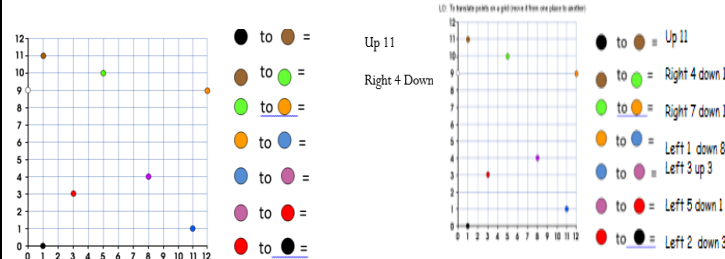 LO: To translate points on a grid (move it from one place to another)
12
11
10
9
8
7
6
5
4
3
2
1
0
0 1 2 3 4 5 6 7 8 9 10 11 12
to =
to =
to =
to =
to =
to =
to =
Up 11
Right 4 Down
12
11
10
9
8
7
6
5
4
3
2
1
0
0 1 2 3 4 5 6 7 8 9 10 11 12
to = Up 11
to = Right 4 down 1
to = Right 7 down 1
to = Left 1 down 8
to = Left 3 up 3
to = Left 5 down 1
to = Left 2 down 3